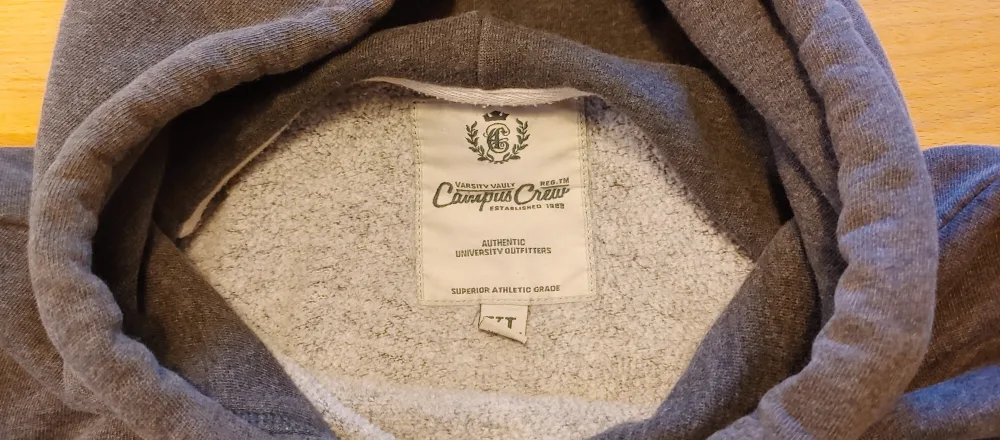 C
VARSITY VAULT REG.TM
Campus Crew
ESTABLISHED
AUTHENTIC
UNIVERSITY OUTFITTERS
SUPERIOR ATHLETIC GRADE